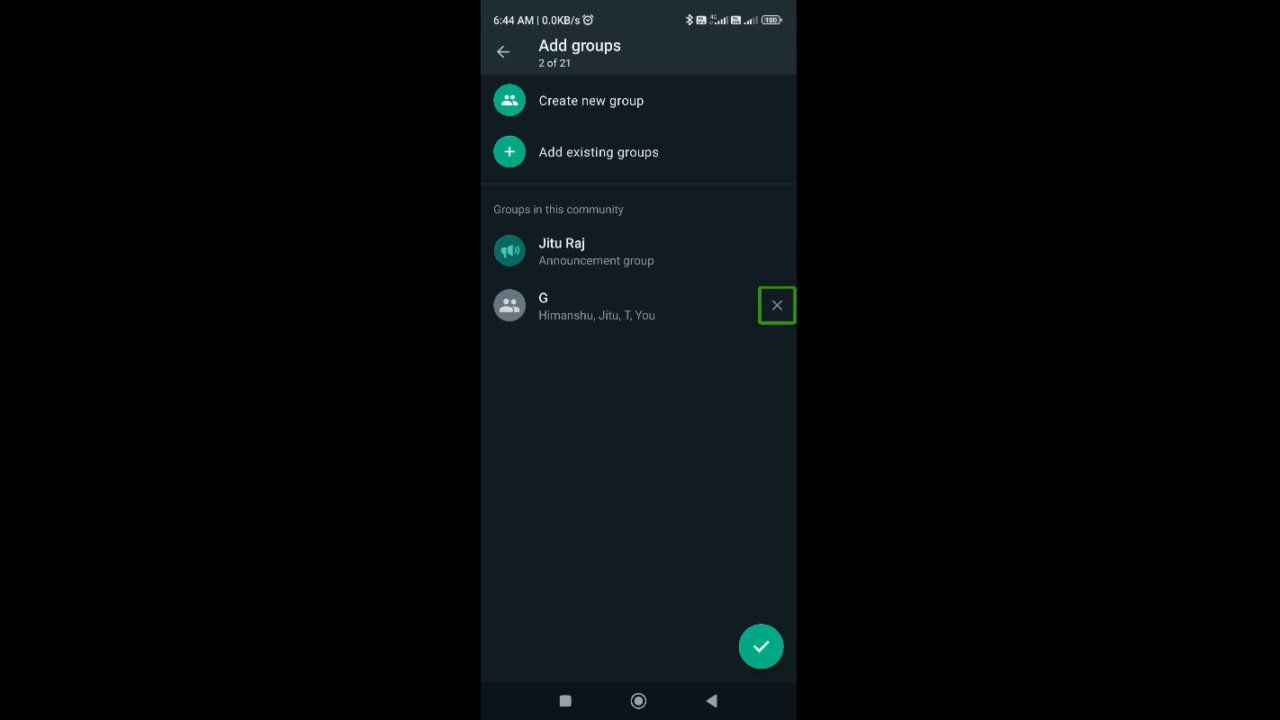 6:44 AM | 0.0KB/s
Add groups
2 of 21
Create new group
Add existing groups
Groups in this community
Jitu Raj
Announcement group
G
Himanshu, Jitu, T, You